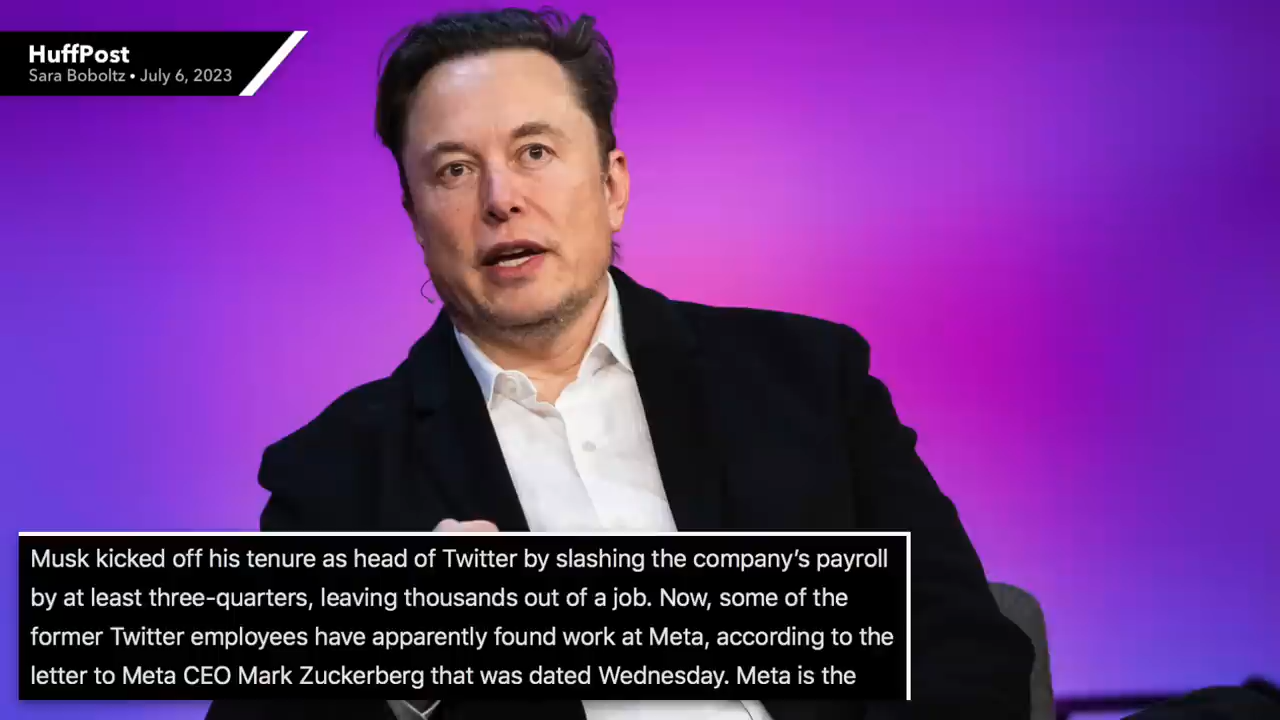 HuffPost
Sara Boboltz • July 6, 2023
Musk kicked off his tenure as head of Twitter by slashing the company’s payroll
by at least three-quarters, leaving thousands out of a job. Now, some of the
former Twitter employees have apparently found work at Meta, according to the
letter to Meta CEO Mark Zuckerberg that was dated Wednesday. Meta is the